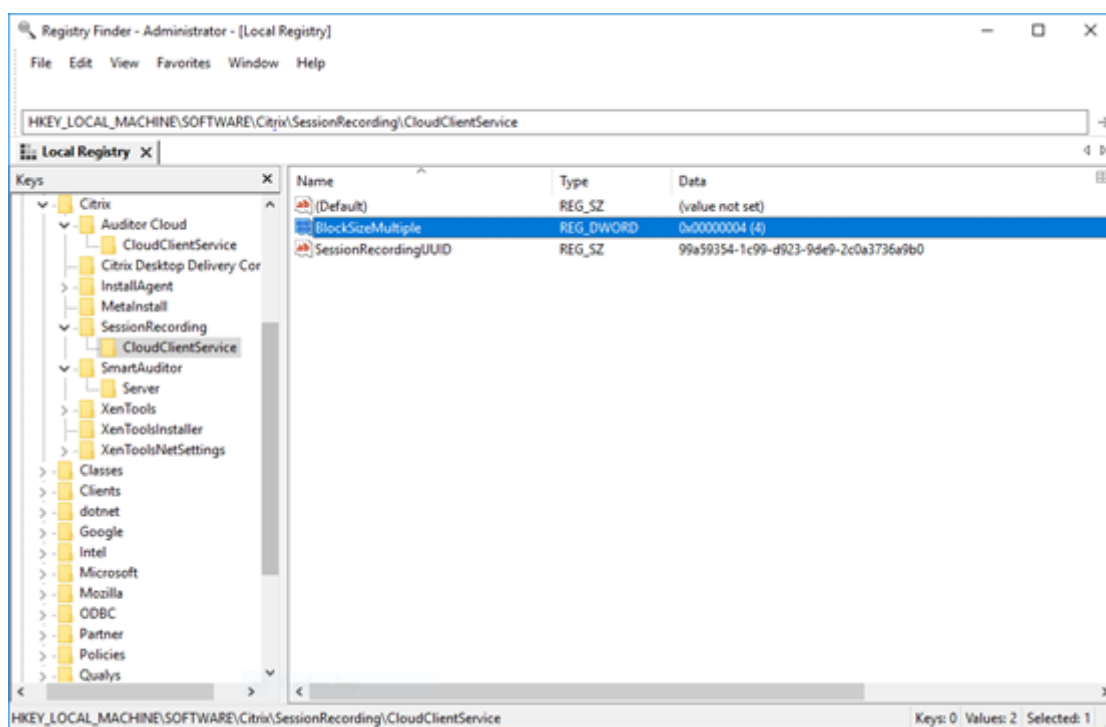 Registry Finder - Administrator - [Local Registry]
File Edit View Favorites Window Help
HKEY_LOCAL_MACHINE\SOFTWARE\Citrix\SessionRecording\CloudClientService
Local Registry
Keys
Name Type Data
Citrix
Auditor Cloud
CloudClientService
Citrix Desktop Delivery Cor
InstallAgent
MetaInstall
SessionRecording
CloudClientService
SmartAuditor
Server
XenTools
XenToolsInstaller
XenToolsNetSettings
Classes
Clients
dotnet
Google
Intel
Microsoft
Mozilla
ODBC
Partner
Policies
Qualys
(Default) REG_SZ (value not set)
BlockSizeMultiple REG_DWORD 0x00000004 (4)
SessionRecordingUUID REG_SZ 99a59354-1c99-d923-9de9-2c0a3736a9b0
HKEY_LOCAL_MACHINE\SOFTWARE\Citrix\SessionRecording\CloudClientService Keys: 0 Values: 2 Selected: 1